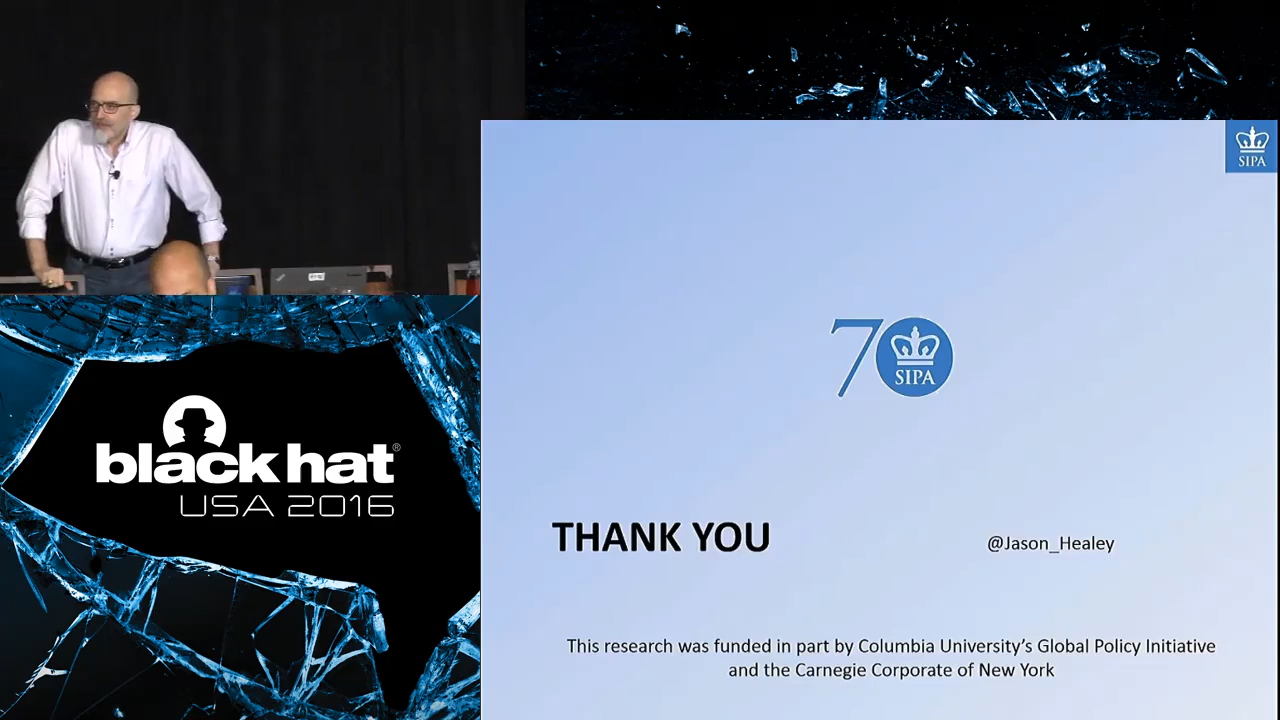 SIPA
70
SIPA
black hat®
USA 2016
THANK YOU
@Jason_Healey
This research was funded in part by Columbia University’s Global Policy Initiative
and the Carnegie Corporate of New York